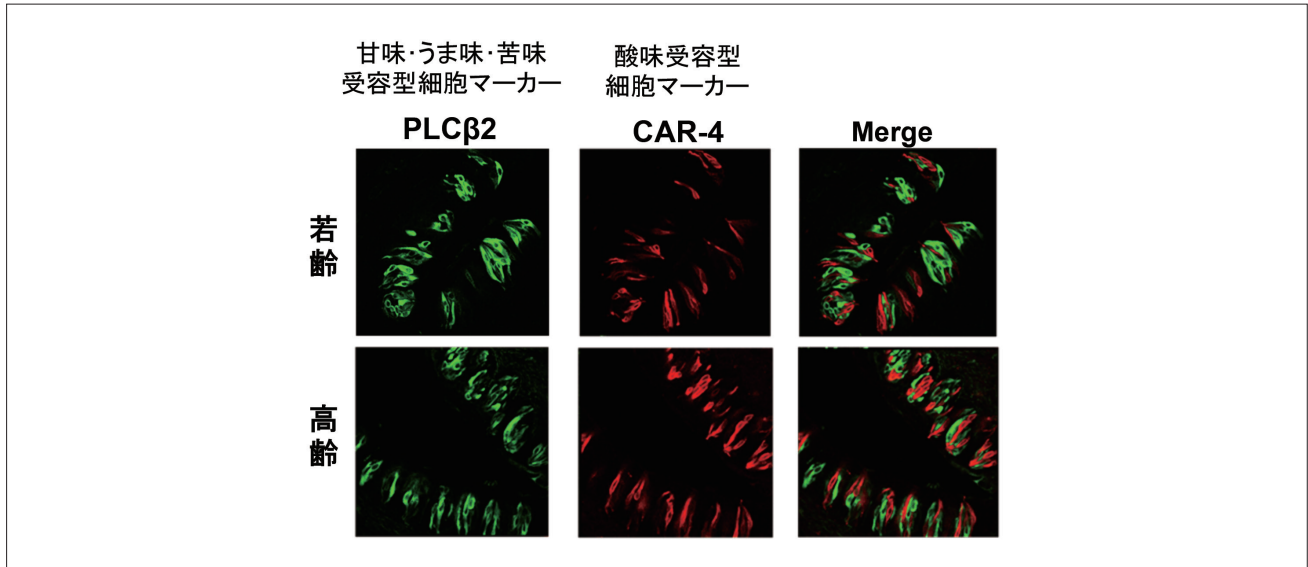 甘味・うま味・苦味
受容型細胞マーカー
酸味受容型
細胞マーカー
PLCβ2
CAR-4
Merge
若齢
高齢